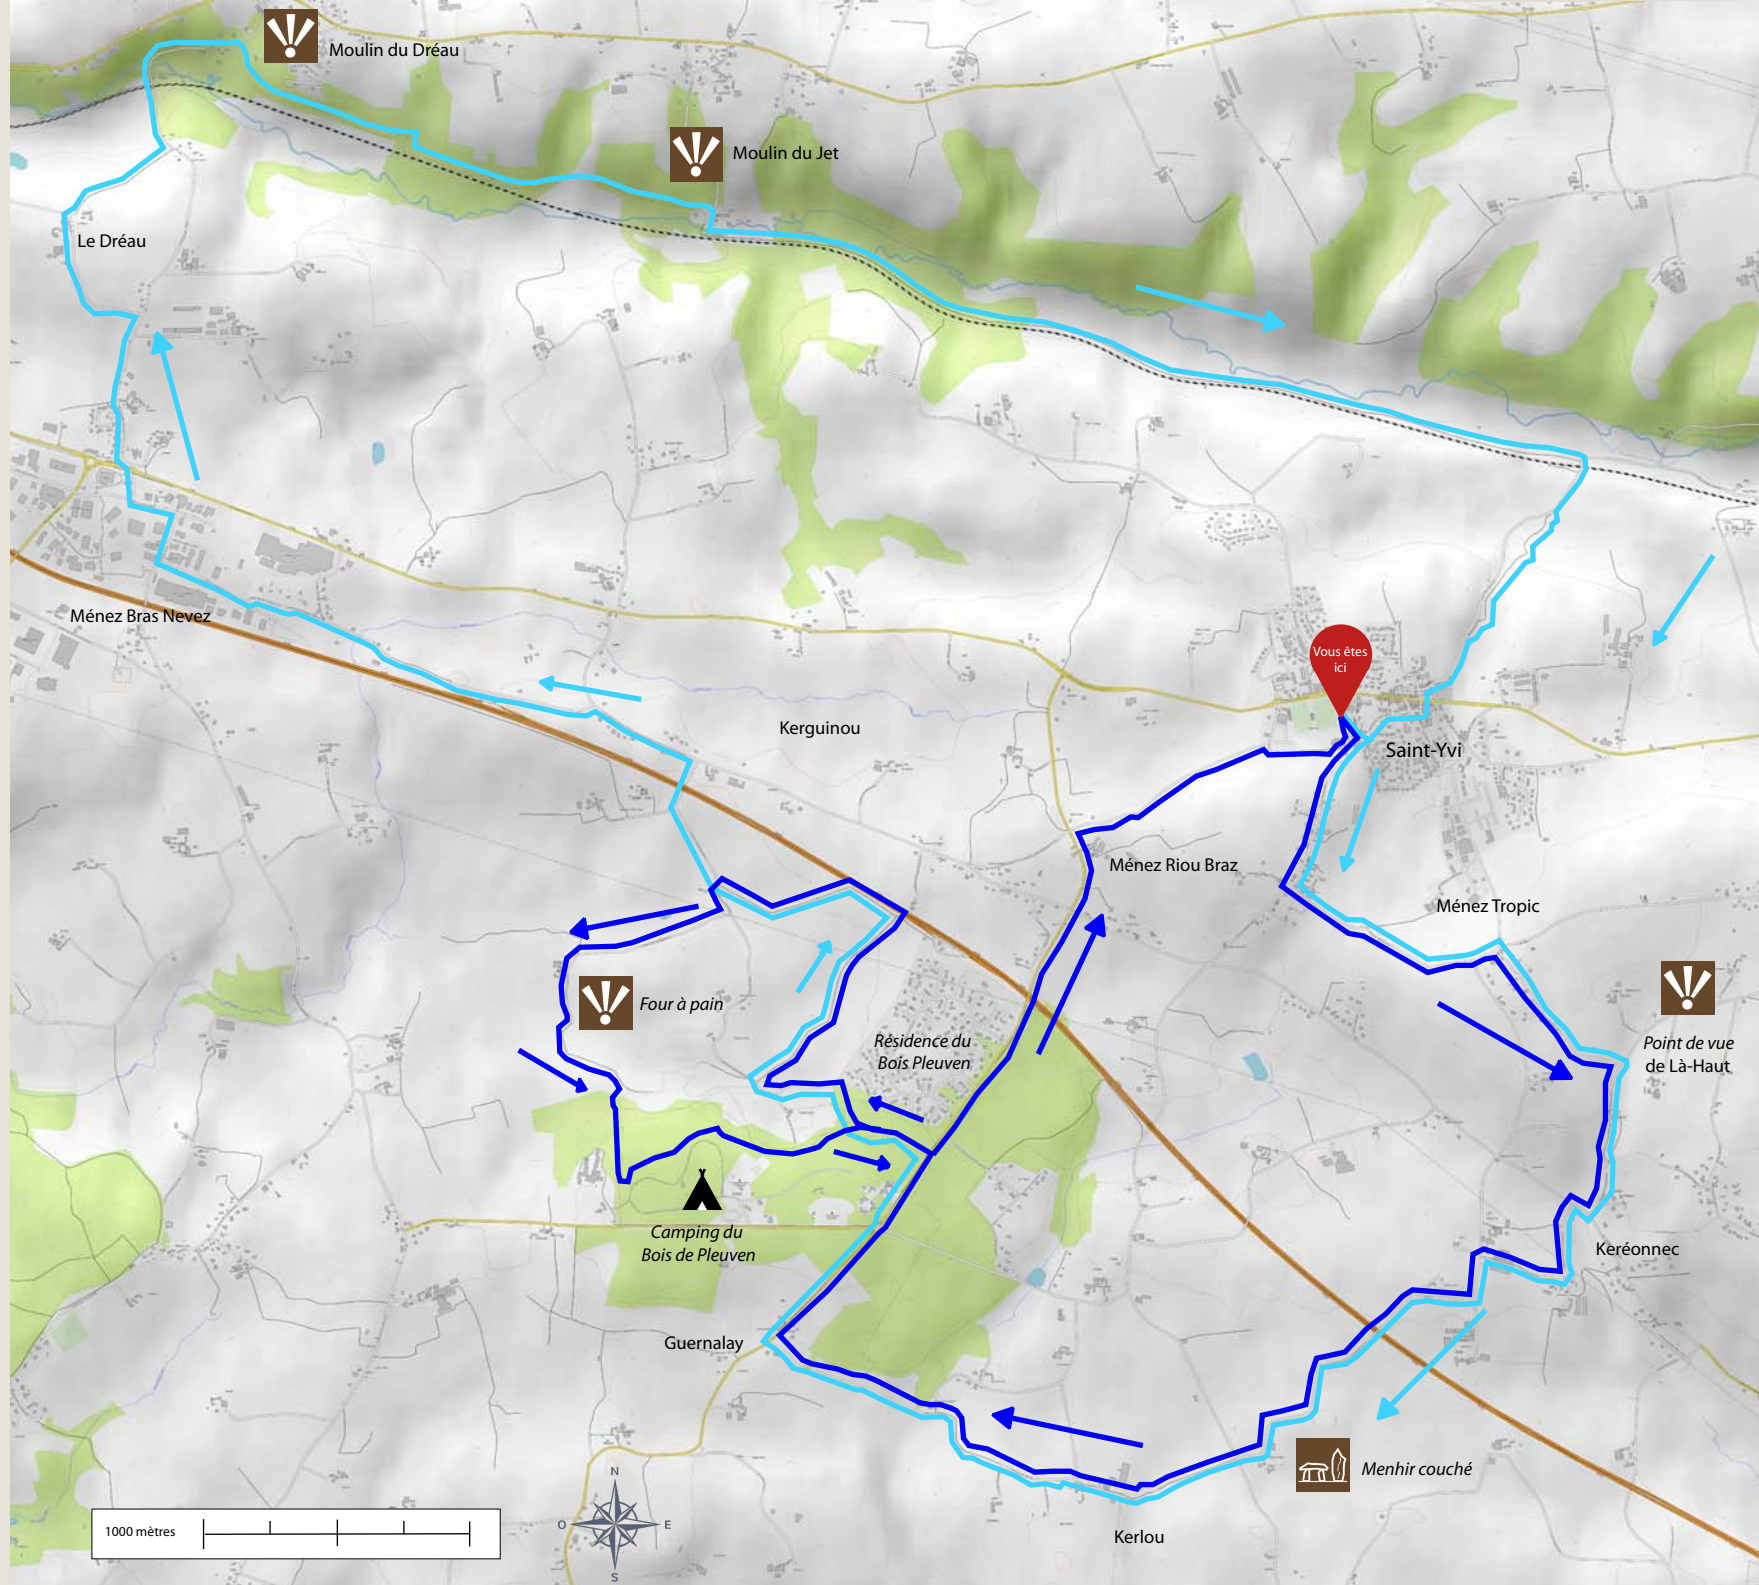 Moulin du Dréau
Moulin du Jet
Le Dréau
Ménez Bras Nevez
Vous êtes
ici
Kerguinou
Saint-Yvi
Ménez Riou Braz
Ménez Tropic
Four à pain
Résidence du
Bois Pleuven
Point de vue
de Là-Haut
Camping du
Bois de Pleuven
Keréonnec
Guernalay
Menhir couché
Kerlou
1000 mètres
N
O
E
S